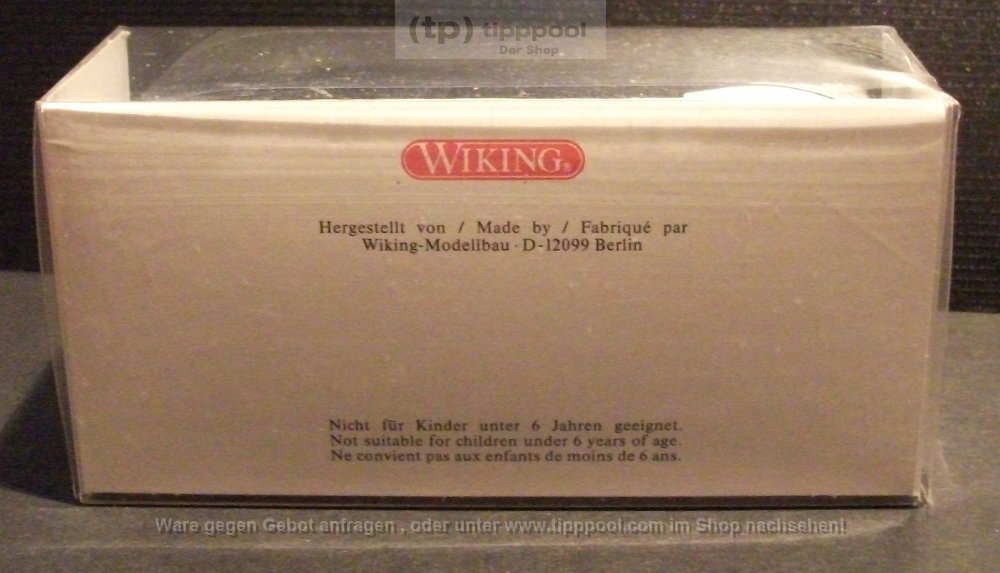 (tp) tipppool
Der Shop
WIKING®
Hergestellt von / Made by / Fabriqué par
Wiking-Modellbau · D-12099 Berlin
Nicht für Kinder unter 6 Jahren geeignet.
Not suitable for children under 6 years of age.
Ne convient pas aux enfants de moins de 6 ans.
Ware gegen Gebot anfragen , oder unter www.tipppool.com im Shop nachsehen!